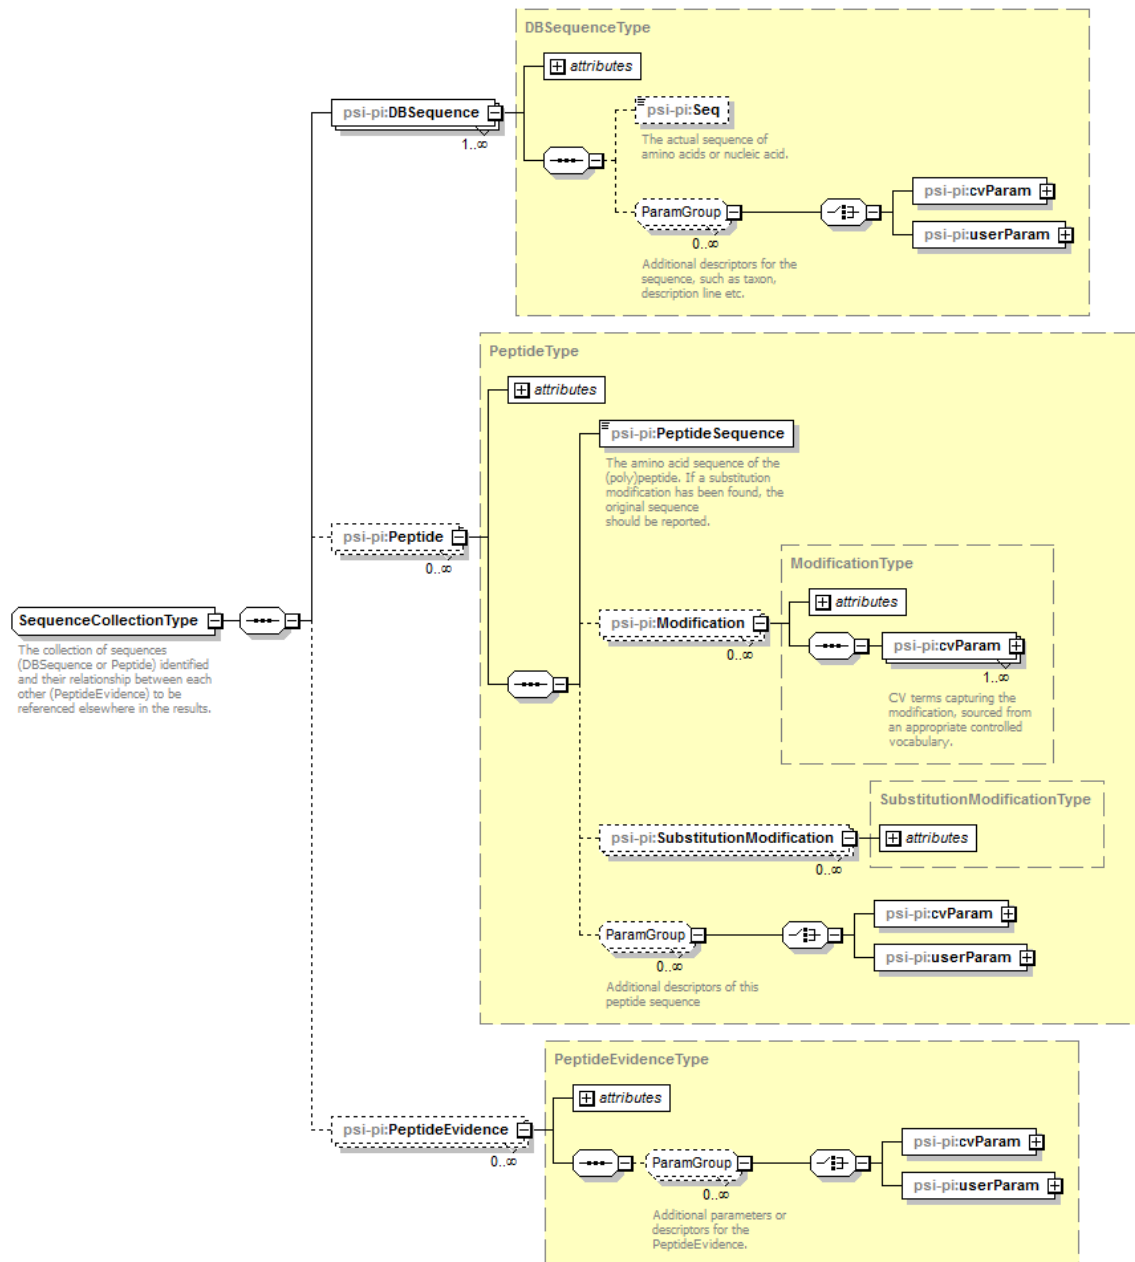 DBSequenceType
attributes
psi-pi:DBSequence
1..∞
psi-pi:Seq
The actual sequence of
amino acids or nucleic acid.
ParamGroup
0..∞
Additional descriptors for the
sequence, such as taxon,
description line etc.
psi-pi:cvParam
psi-pi:userParam
PeptideType
attributes
psi-pi:PeptideSequence
The amino acid sequence of the
(poly)peptide. If a substitution
modification has been found, the
original sequence
should be reported.
psi-pi:Peptide
0..∞
ModificationType
attributes
psi-pi:Modification
0..∞
psi-pi:cvParam
1..∞
CV terms capturing the
modification, sourced from
an appropriate controlled
vocabulary.
SequenceCollectionType
The collection of sequences
(DBSequence or Peptide) identified
and their relationship between each
other (PeptideEvidence) to be
referenced elsewhere in the results.
SubstitutionModificationType
psi-pi:SubstitutionModification
0..∞
attributes
ParamGroup
0..∞
Additional descriptors of this
peptide sequence
psi-pi:cvParam
psi-pi:userParam
PeptideEvidenceType
attributes
psi-pi:PeptideEvidence
0..∞
ParamGroup
0..∞
Additional parameters or
descriptors for the
PeptideEvidence.
psi-pi:cvParam
psi-pi:userParam